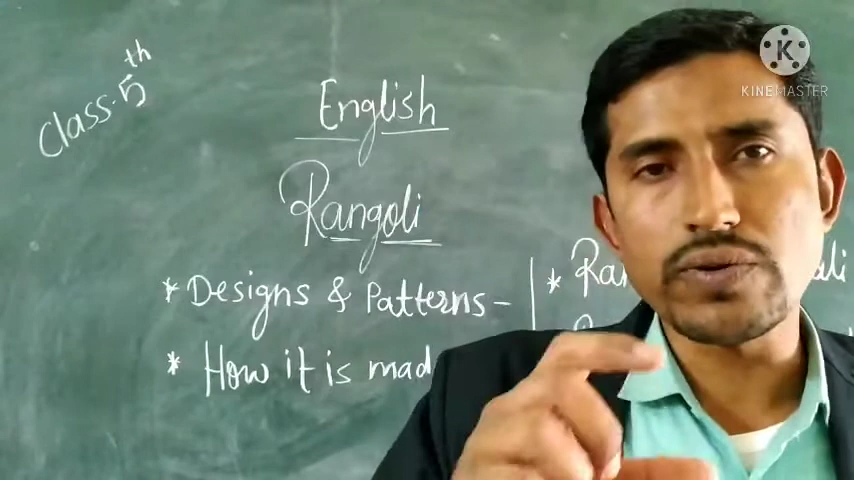 Class-5th
English
Rangoli
* Designs & Patterns -
* How it is mad
*
K
KINEMASTER